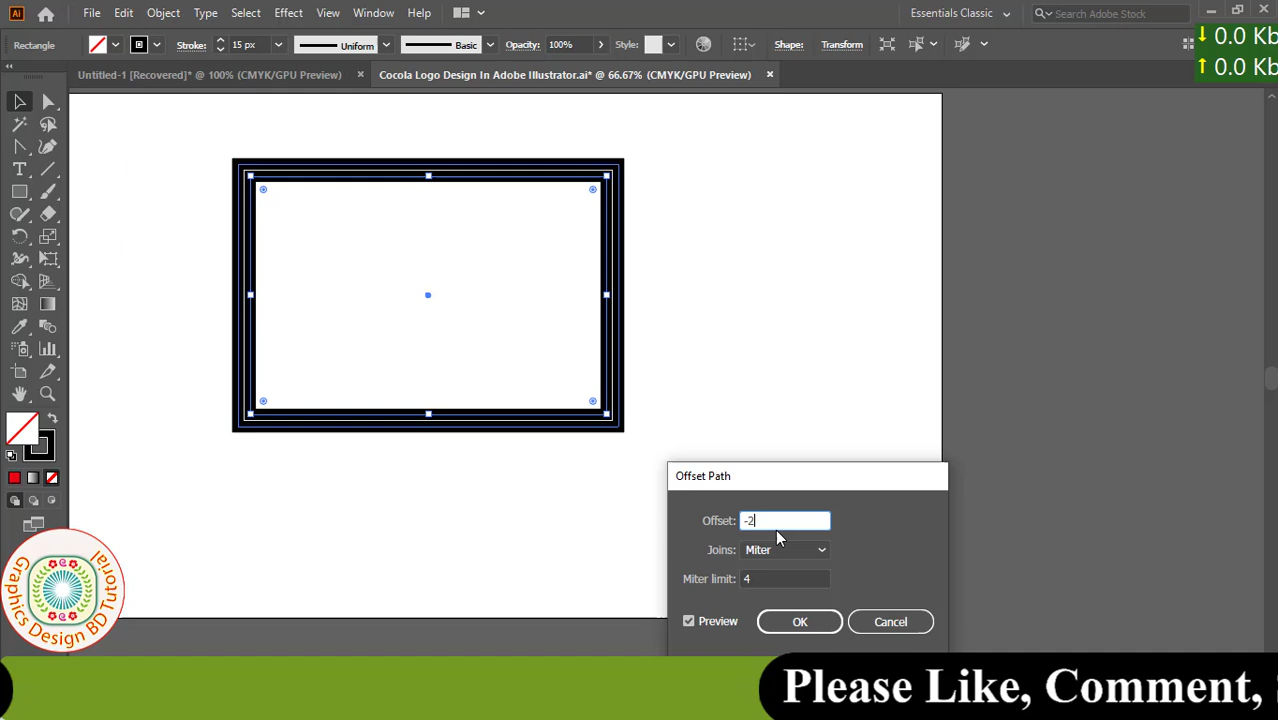 Ai File Edit Object Type Select Effect View Window Help Essentials Classic Search Adobe Stock
Rectangle Stroke: 15 px Uniform Basic Opacity: 100% Style: Shape: Transform
0.0 Kb
0.0 Kb
Untitled-1 [Recovered]* @ 100% (CMYK/GPU Preview) Cocola Logo Design In Adobe Illustrator.ai* @ 66.67% (CMYK/GPU Preview)
Offset Path
Offset: -2
Joins: Miter
Miter limit: 4
Preview OK Cancel
Graphics Design BD Tutorial
Please Like, Comment,